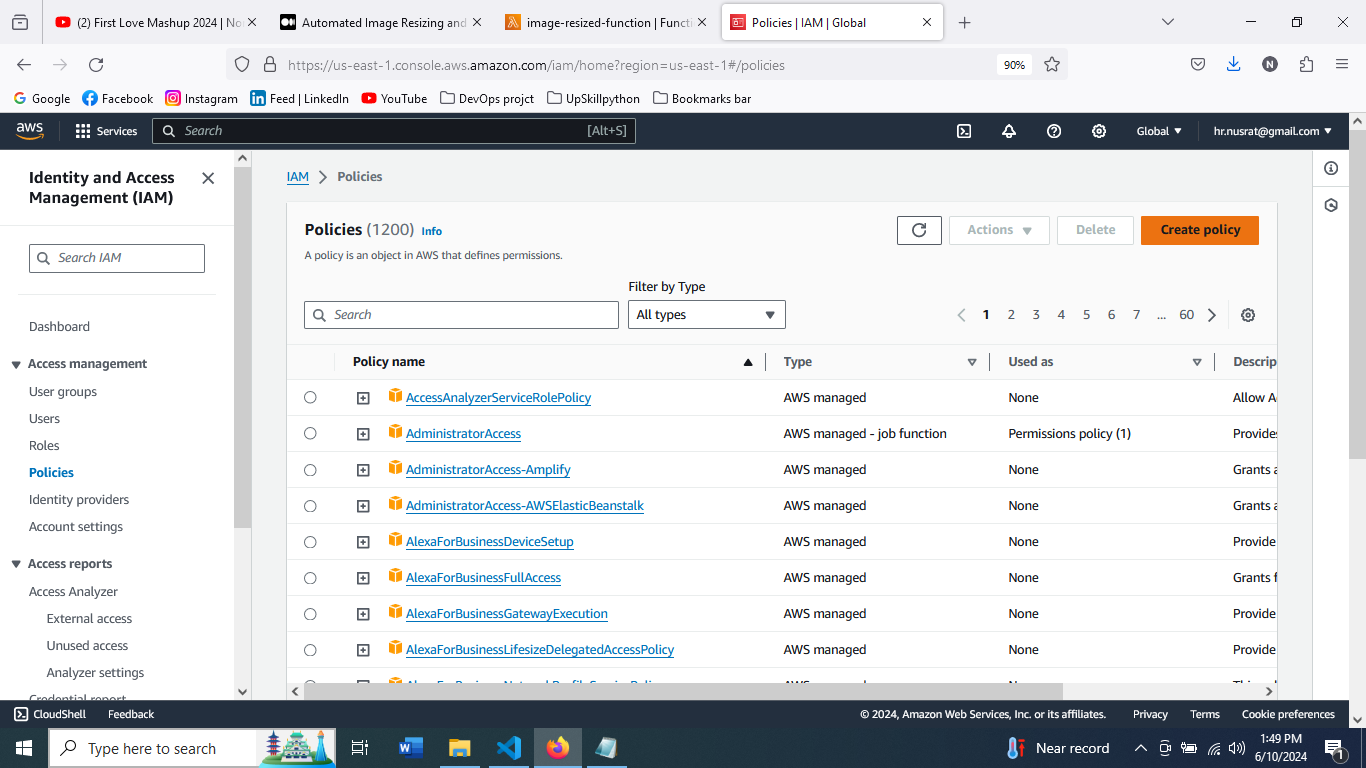 (2) First Love Mashup 2024 | No
Automated Image Resizing and
image-resized-function | Functi
Policies | IAM | Global
https://us-east-1.console.aws.amazon.com/iam/home?region=us-east-1#/policies
90%
N
Google
Facebook
Instagram
Feed | LinkedIn
YouTube
DevOps projct
UpSkillpython
Bookmarks bar
aws
Services
Search
[Alt+S]
Global
hr.nusrat@gmail.com
Identity and Access
Management (IAM)
Search IAM
Dashboard
Access management
User groups
Users
Roles
Policies
Identity providers
Account settings
Access reports
Access Analyzer
External access
Unused access
Analyzer settings
Credential report
IAM
Policies
Policies (1200) Info
A policy is an object in AWS that defines permissions.
Actions
Delete
Create policy
Filter by Type
Search
All types
1 2 3 4 5 6 7 ... 60
Policy name Type Used as Descrip
AccessAnalyzerServiceRolePolicy AWS managed None Allow A
AdministratorAccess AWS managed - job function Permissions policy (1) Provides
AdministratorAccess-Amplify AWS managed None Grants a
AdministratorAccess-AWSElasticBeanstalk AWS managed None Grants a
AlexaForBusinessDeviceSetup AWS managed None Provide
AlexaForBusinessFullAccess AWS managed None Grants f
AlexaForBusinessGatewayExecution AWS managed None Provide
AlexaForBusinessLifesizeDelegatedAccessPolicy AWS managed None Provide
CloudShell
Feedback
© 2024, Amazon Web Services, Inc. or its affiliates.
Privacy
Terms
Cookie preferences
Type here to search
Near record
1:49 PM
6/10/2024
1